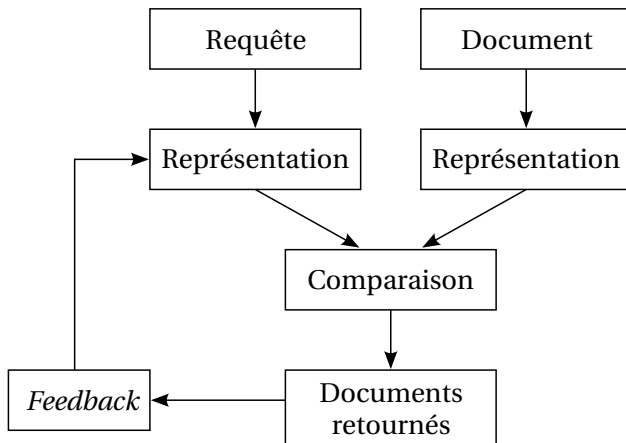 Requête
Document
Représentation
Représentation
Comparaison
Feedback
Documents
retournés